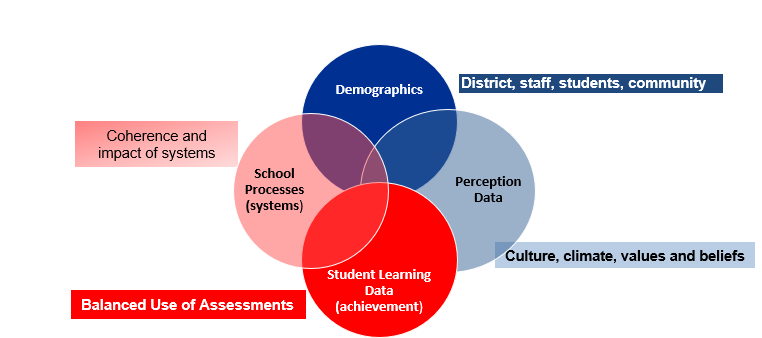 Demographics
District, staff, students, community
Coherence and
impact of systems
School
Processes
(systems)
Perception
Data
Culture, climate, values and beliefs
Student Learning
Data
(achievement)
Balanced Use of Assessments